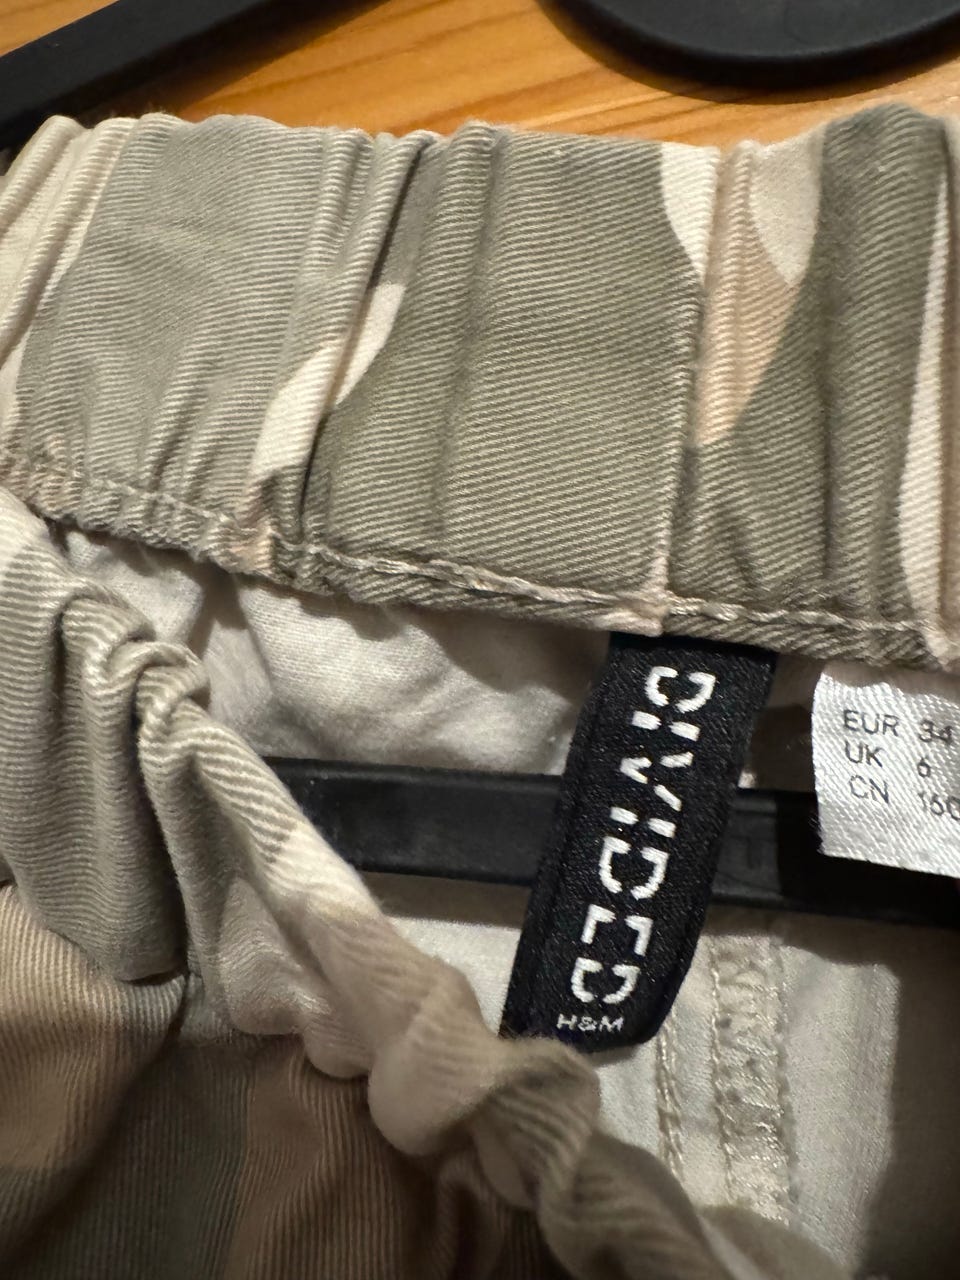 DIVIDED
H&M
EUR 34
UK 6
CN 160